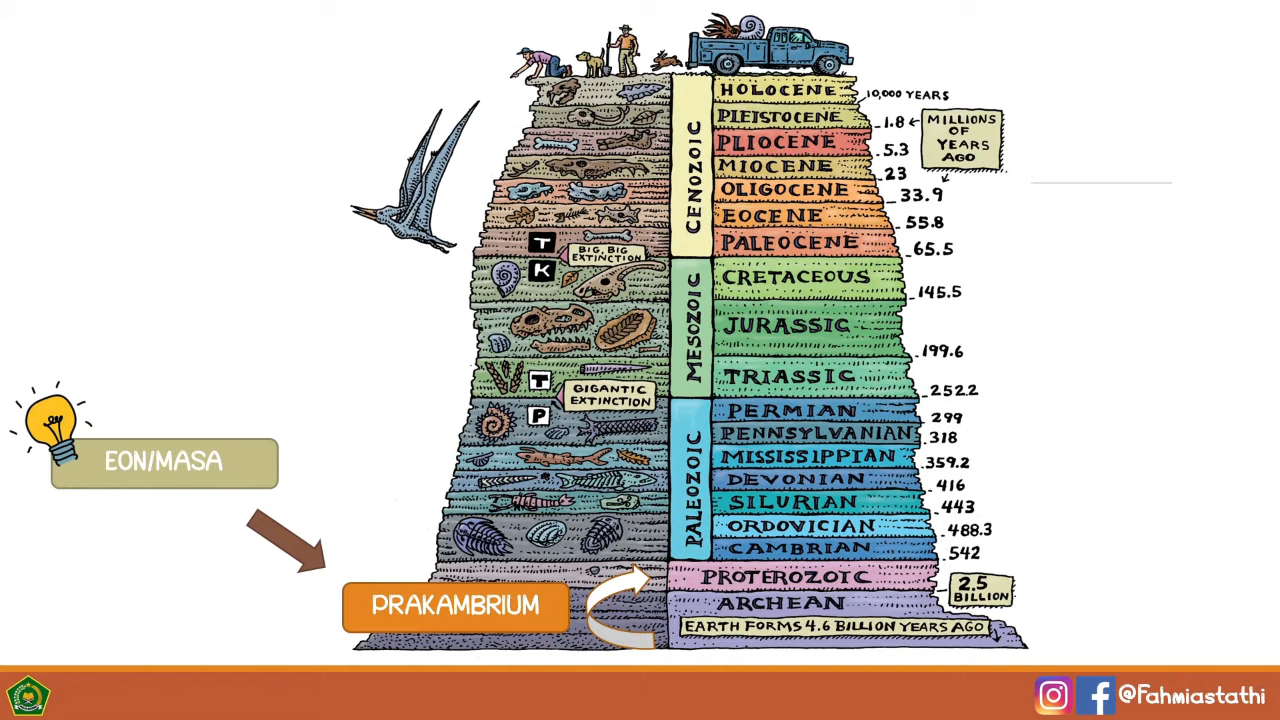 HOLOCENE
10,000 YEARS
PLEISTOCENE
1.8
MILLIONS
OF
YEARS
AGO
PLIOCENE
5.3
MIOCENE
23
OLIGOCENE
33.9
EOCENE
55.8
PALEOCENE
65.5
CENOZOIC
T
BIG, BIG
EXTINCTION
K
CRETACEOUS
145.5
JURASSIC
199.6
TRIASSIC
252.2
MESOZOIC
T
GIGANTIC
EXTINCTION
P
PERMIAN
299
PENNSYLVANIAN
318
MISSISSIPPIAN
359.2
DEVONIAN
416
SILURIAN
443
ORDOVICIAN
488.3
CAMBRIAN
542
PALEOZOIC
EON/MASA
PRAKAMBRIUM
PROTEROZOIC
2.5
BILLION
ARCHEAN
EARTH FORMS 4.6 BILLION YEARS AGO
@Fahmiastathi